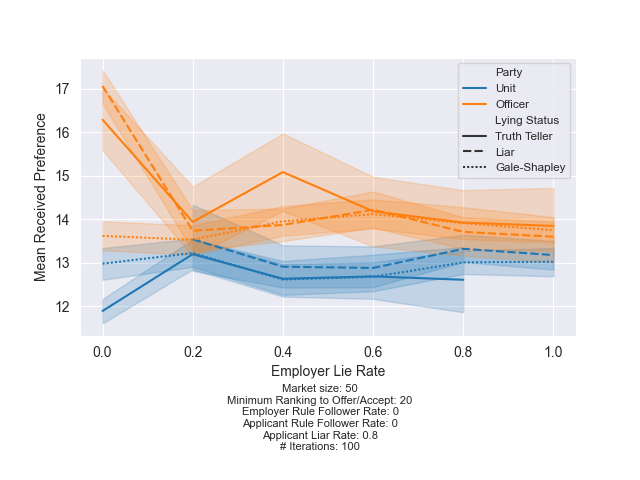 Party
Unit
Officer
Lying Status
Truth Teller
Liar
Gale-Shapley
Mean Received Preference
17
16
15
14
13
12
0.0 0.2 0.4 0.6 0.8 1.0
Employer Lie Rate
Market size: 50
Minimum Ranking to Offer/Accept: 20
Employer Rule Follower Rate: 0
Applicant Rule Follower Rate: 0
Applicant Liar Rate: 0.8
# Iterations: 100